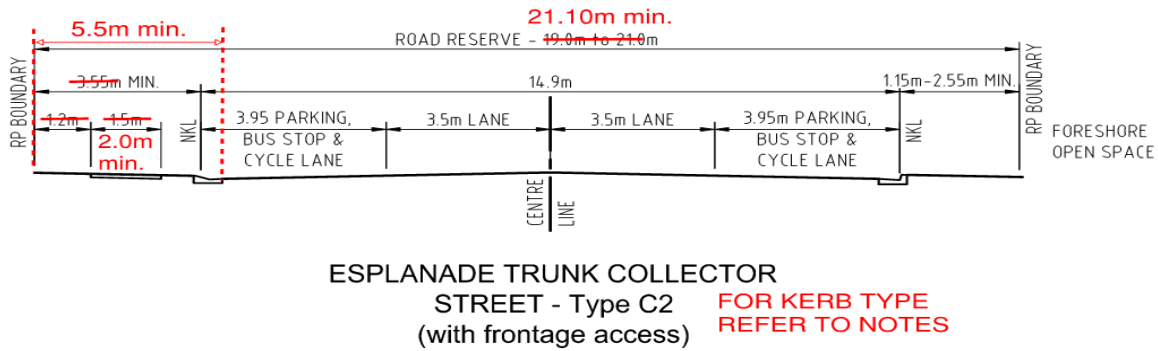 21.10m min.
5.5m min.
ROAD RESERVE - 19.0m to 21.0m
3.55m MIN.
14.9m
1.15m-2.55m MIN.
RP BOUNDARY
1.2m
1.5m
2.0m
min.
NKL
3.95 PARKING,
BUS STOP &
CYCLE LANE
3.5m LANE
3.5m LANE
3.95m PARKING,
BUS STOP &
CYCLE LANE
NKL
RP BOUNDARY
FORESHORE
OPEN SPACE
CENTRE
LINE
ESPLANADE TRUNK COLLECTOR
STREET - Type C2
(with frontage access)
FOR KERB TYPE
REFER TO NOTES